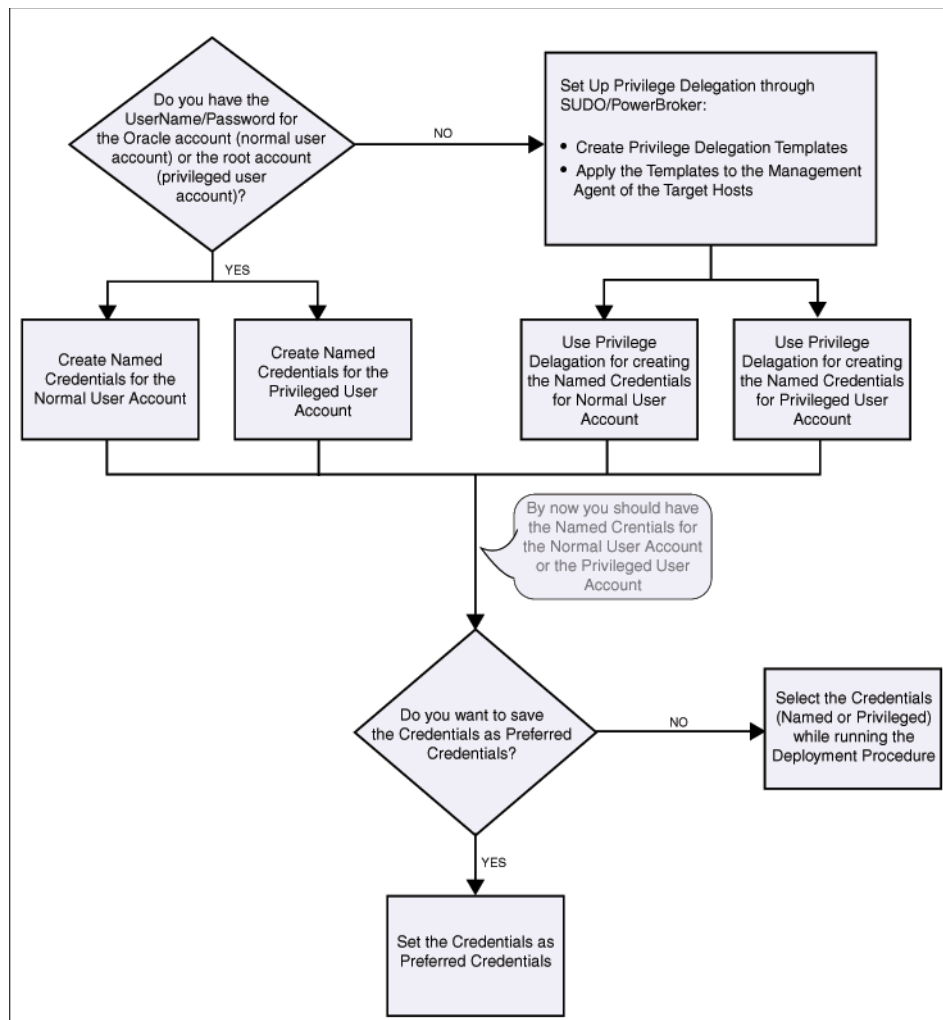 Do you have the
UserName/Password for
the Oracle account (normal user
account) or the root account
(privileged user
account)?
NO
Set Up Privilege Delegation through
SUDO/PowerBroker:
• Create Privilege Delegation Templates
• Apply the Templates to the Management
Agent of the Target Hosts
YES
Create Named
Credentials for the
Normal User Account
Create Named
Credentials for the
Privileged User
Account
Use Privilege
Delagation for creating
the Named Credentials
for Normal User
Account
Use Privilege
Delagation for creating
the Named Credentials
for Privileged User
Account
By now you should have
the Named Crentials for
the Normal User Account
or the Privileged User
Account
Do you want to save
the Credentials as Preferred
Credentials?
NO
Select the Credentials
(Named or Privileged)
while running the
Deployment Procedure
YES
Set the Credentials as
Preferred Credentials